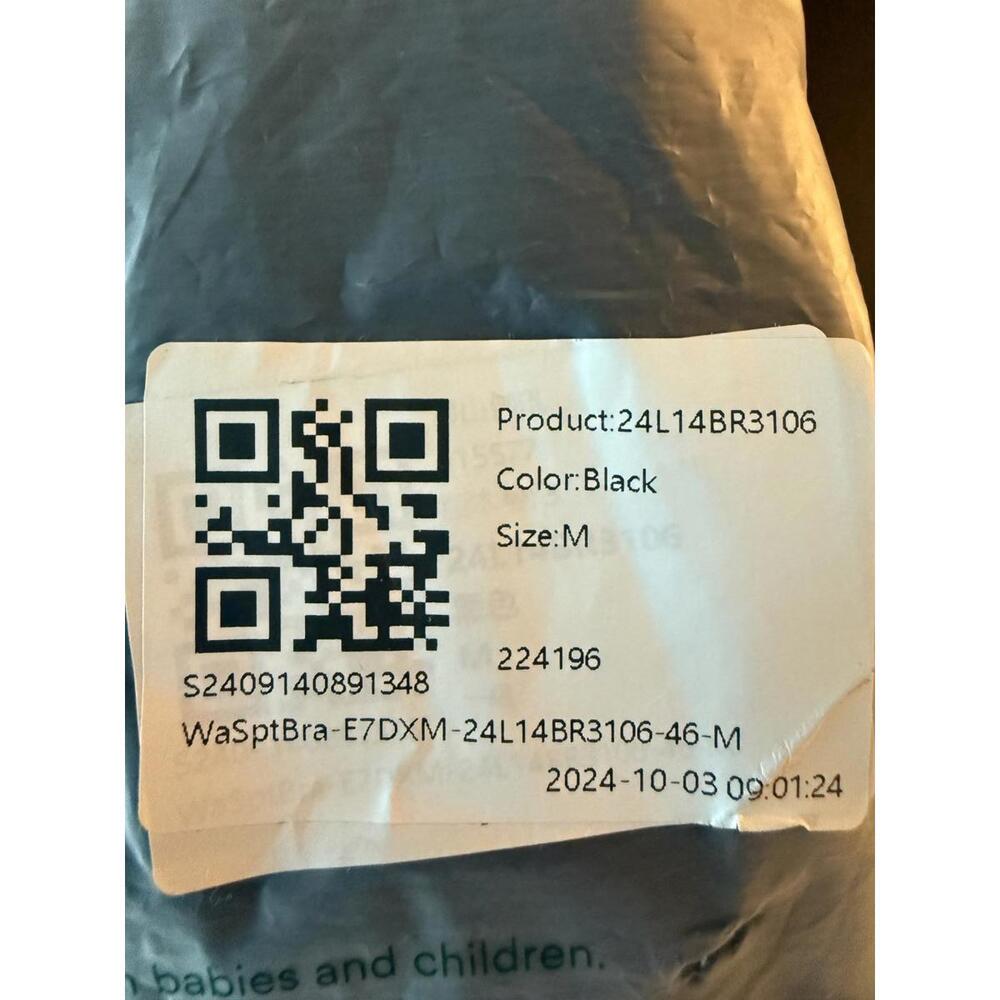 Product:24L14BR3106
Color:Black
Size:M
224196
S2409140891348
WaSptBra-E7DXM-24L14BR3106-46-M
2024-10-03 09:01:24
babies and children.